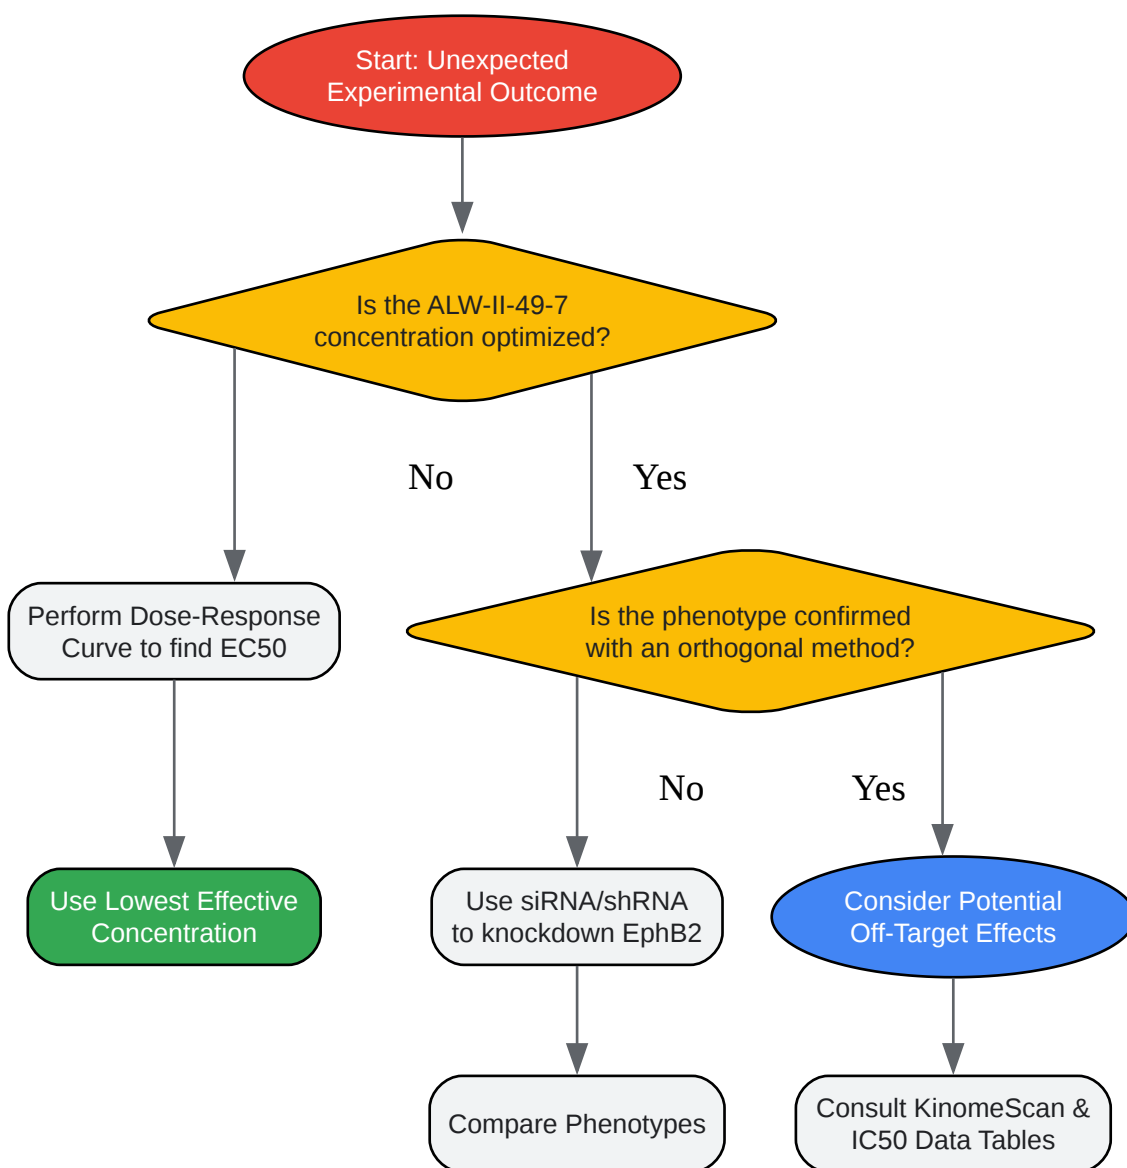 Start: Unexpected
Experimental Outcome
Is the ALW-II-49-7
concentration optimized?
No
Yes
Perform Dose-Response
Curve to find EC50
Is the phenotype confirmed
with an orthogonal method?
No
Yes
Use Lowest Effective
Concentration
Use siRNA/shRNA
to knockdown EphB2
Consider Potential
Off-Target Effects
Compare Phenotypes
Consult KinomeScan &
IC50 Data Tables